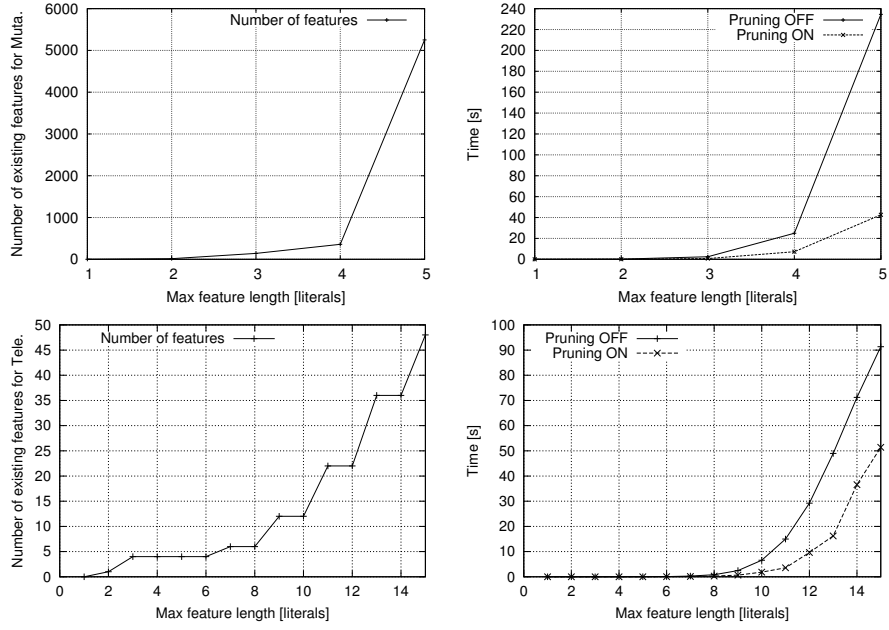 Number of existing features for Muta.
6000
5000
4000
3000
2000
1000
0
1 2 3 4 5
Max feature length [literals]
Number of features
Time [s]
240
220
200
180
160
140
120
100
80
60
40
20
0
1 2 3 4 5
Max feature length [literals]
Pruning OFF
Pruning ON
Number of existing features for Tele.
50
45
40
35
30
25
20
15
10
5
0
0 2 4 6 8 10 12 14
Max feature length [literals]
Number of features
Time [s]
100
90
80
70
60
50
40
30
20
10
0
0 2 4 6 8 10 12 14
Max feature length [literals]
Pruning OFF
Pruning ON